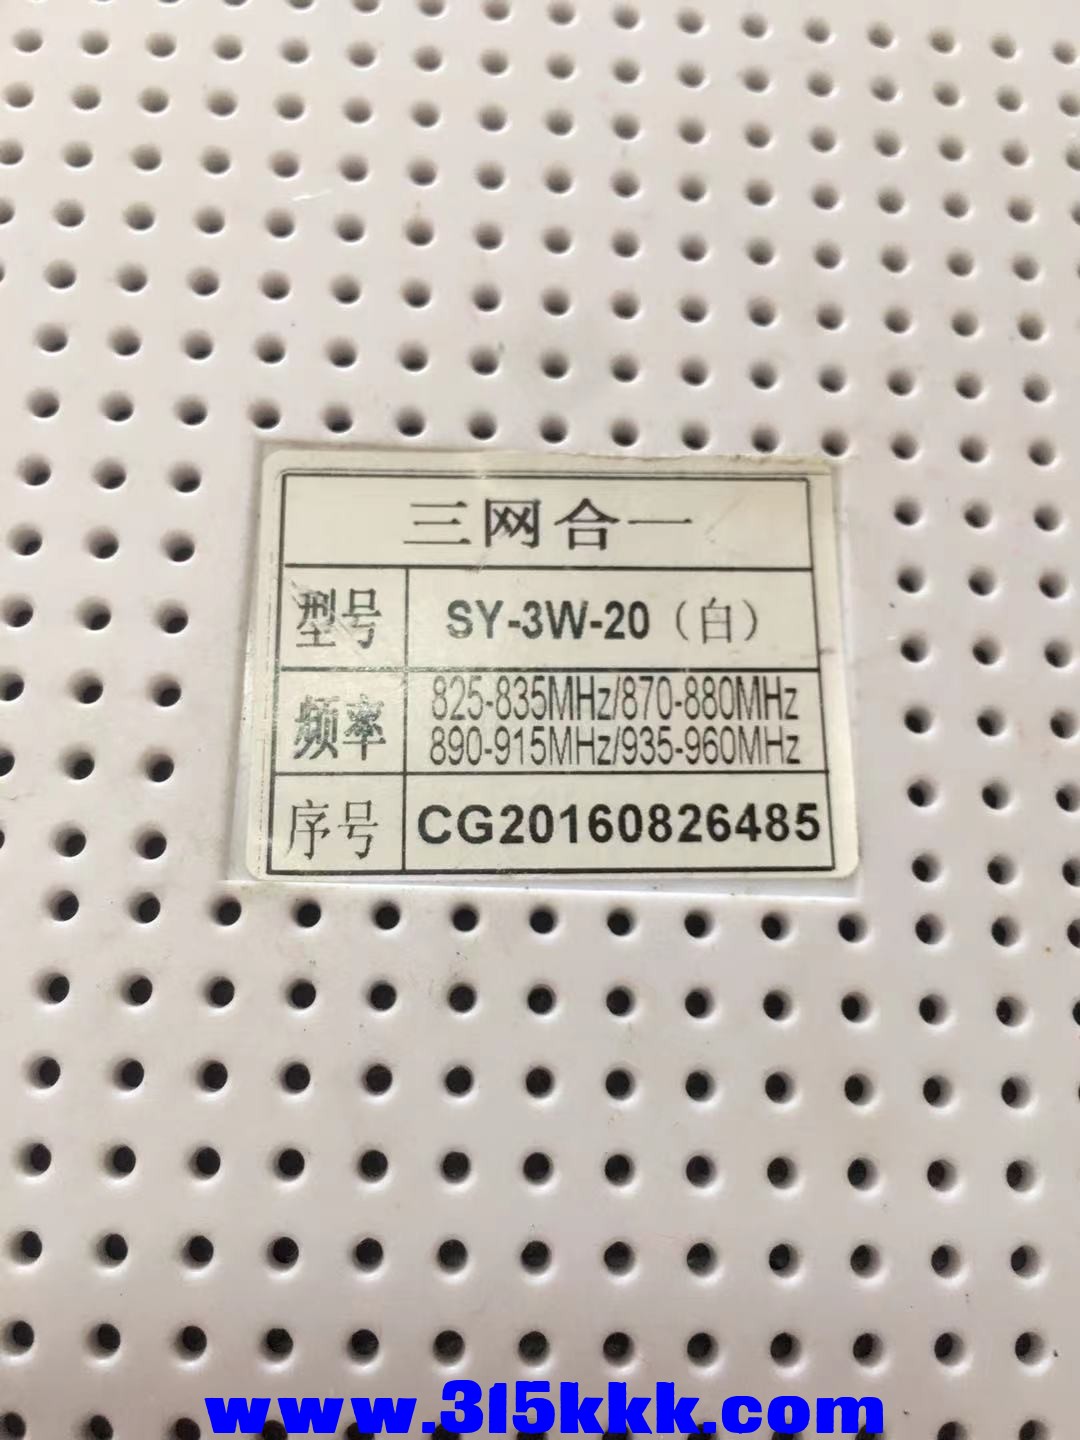 三网合一
型号 SY-3W-20（白）
频率 825-835MHz/870-880MHz
890-915MHz/935-960MHz
序号 CG20160826485
www.315kkk.com